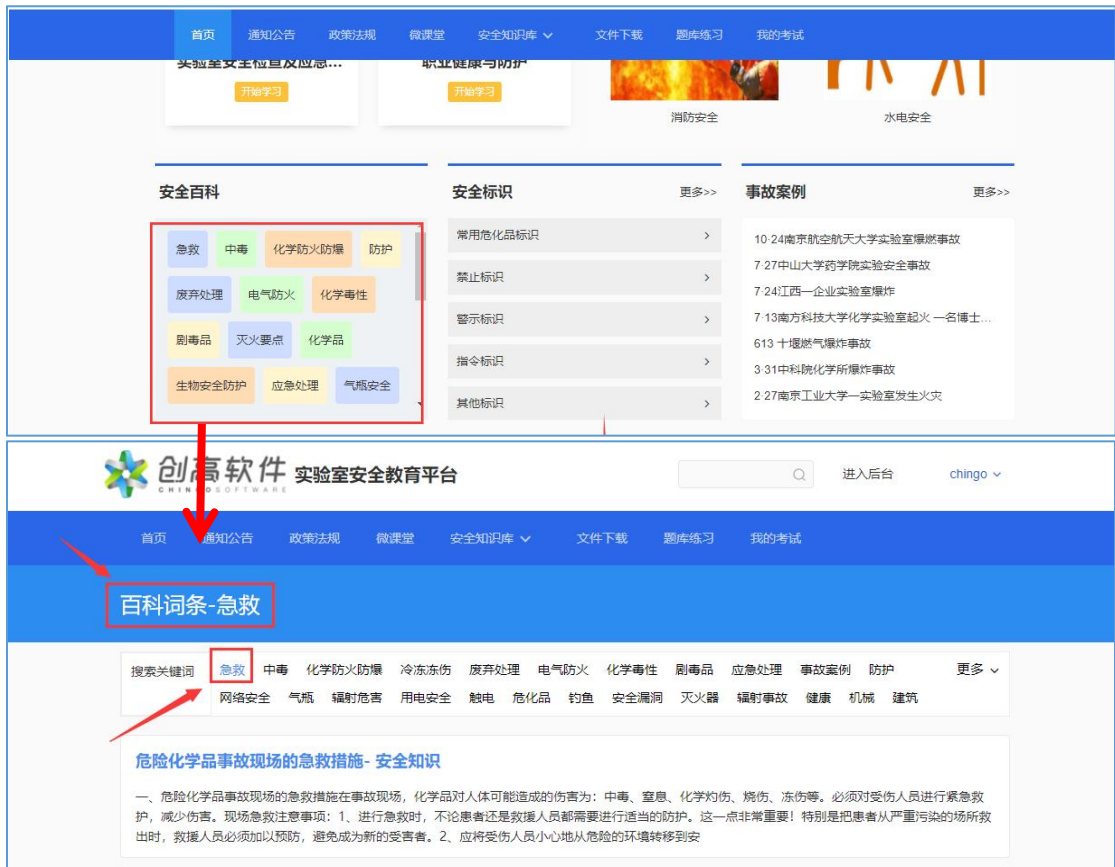 首页 通知公告 政策法规 微课堂 安全知识库 文件下载 题库练习 我的考试
实验室安全检查及应急... 职业健康与防护
开始学习 开始学习
消防安全 水电安全
安全百科
急救 中毒 化学防火防爆 防护
废弃处理 电气防火 化学毒性
剧毒品 灭火要点 化学品
生物安全防护 应急处理 气瓶安全
安全标识 更多>>
常用危化品标识
禁止标识
警示标识
指令标识
其他标识
事故案例 更多>>
10·24南京航空航天大学实验室爆燃事故
7·27中山大学药学院实验安全事故
7·24江西一企业实验室爆炸
7·13南方科技大学化学实验室起火 一名博士...
613 十堰燃气爆炸事故
3·31中科院化学所爆炸事故
2·27南京工业大学一实验室发生火灾
创高软件 实验室安全教育平台 进入后台 chingo
CHINGOSOFTWARE
首页 通知公告 政策法规 微课堂 安全知识库 文件下载 题库练习 我的考试
百科词条-急救
搜索关键词 急救 中毒 化学防火防爆 冷冻冻伤 废弃处理 电气防火 化学毒性 剧毒品 应急处理 事故案例 防护 更多
网络安全 气瓶 辐射危害 用电安全 触电 危化品 钓鱼 安全漏洞 灭火器 辐射事故 健康 机械 建筑
危险化学品事故现场的急救措施- 安全知识
一、危险化学品事故现场的急救措施在事故现场，化学品对人体可能造成的伤害为：中毒、窒息、化学灼伤、烧伤、冻伤等。必须对受伤人员进行紧急救
护，减少伤害。现场急救注意事项：1、进行急救时，不论患者还是救援人员都需要进行适当的防护。这一点非常重要！特别是把患者从严重污染的场所救
出时，救援人员必须加以预防，避免成为新的受害者。2、应将受伤人员小心地从危险的环境转移到安